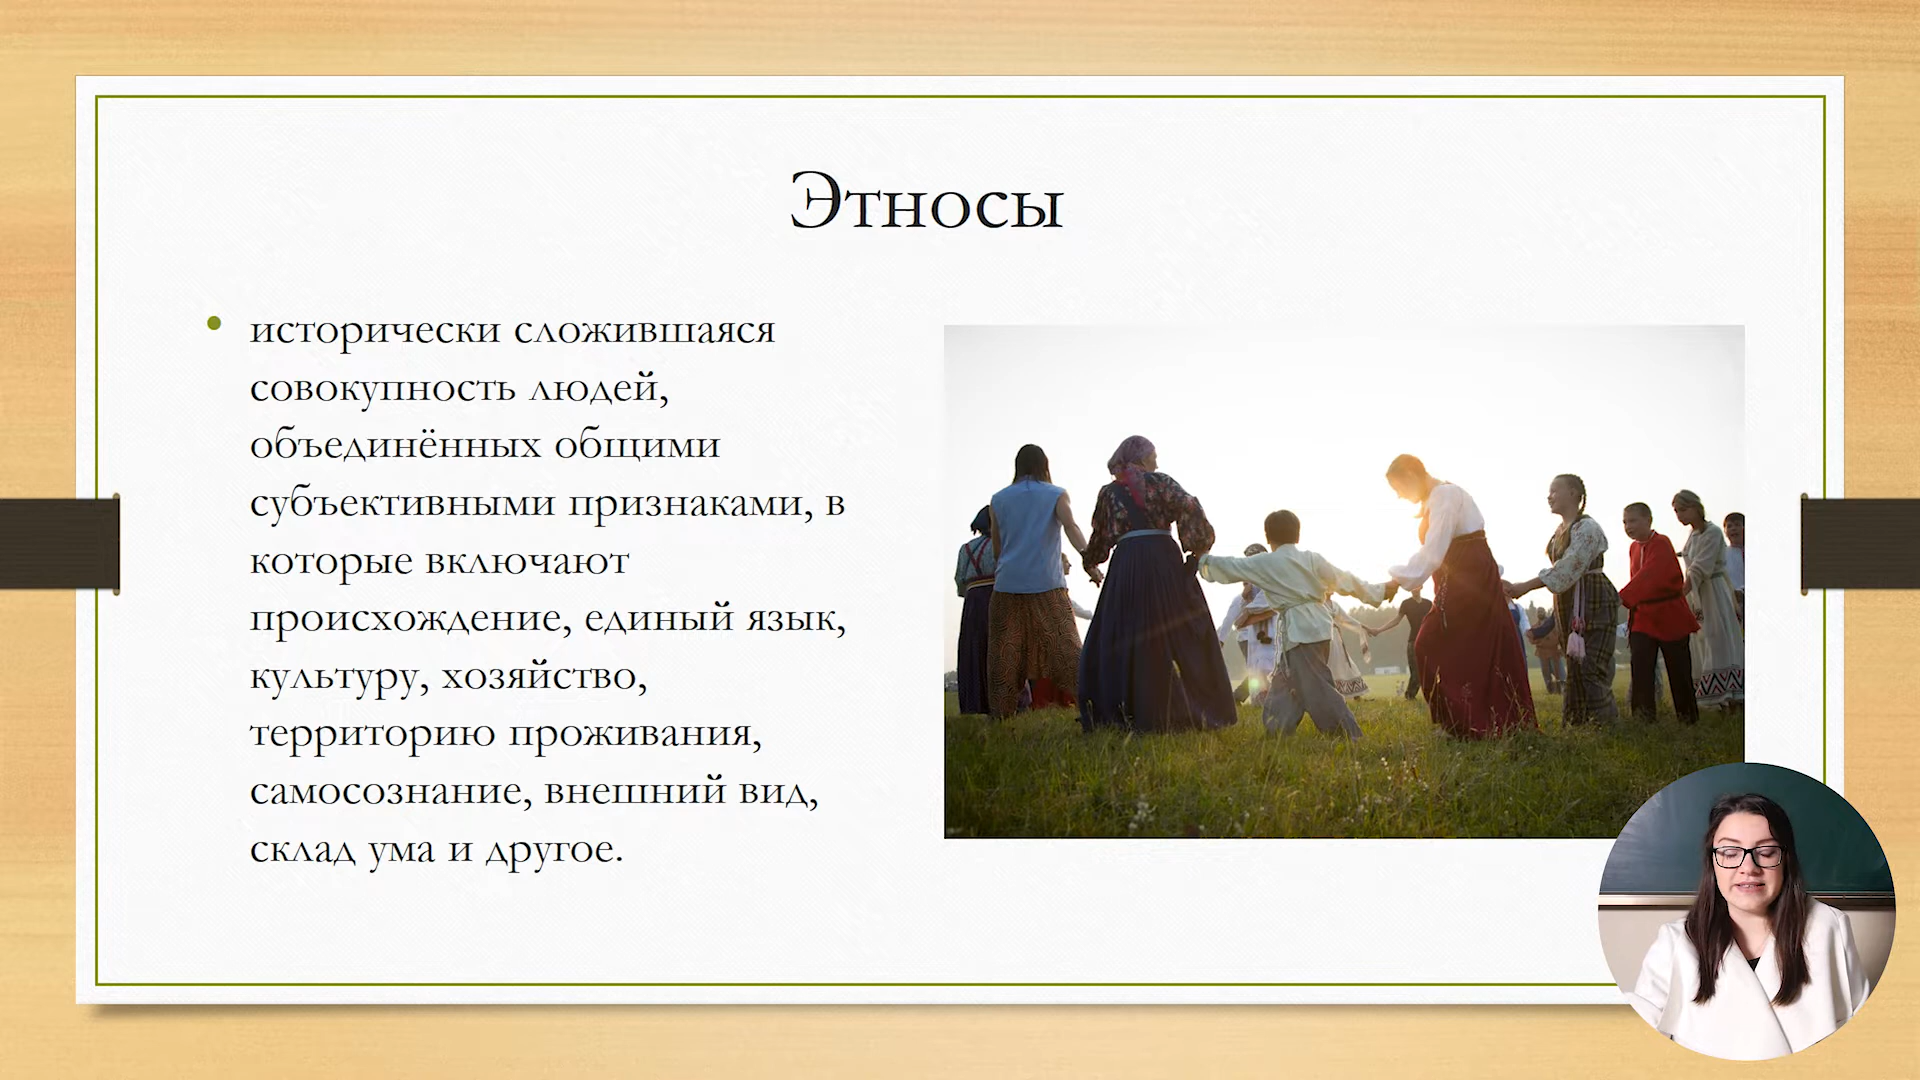 Этносы
исторически сложившаяся
совокупность людей,
объединённых общими
субъективными признаками, в
которые включают
происхождение, единый язык,
культуру, хозяйство,
территорию проживания,
самосознание, внешний вид,
склад ума и другое.